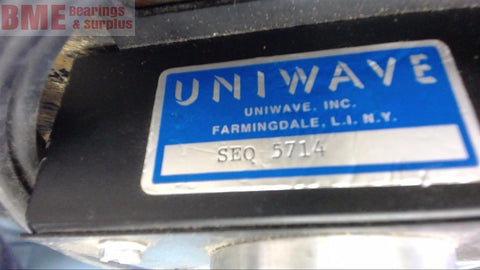 BME Bearings
& surplus
UNIWAVE
UNIWAVE, INC.
FARMINGDALE, L.I. N.Y.
SEQ 5714